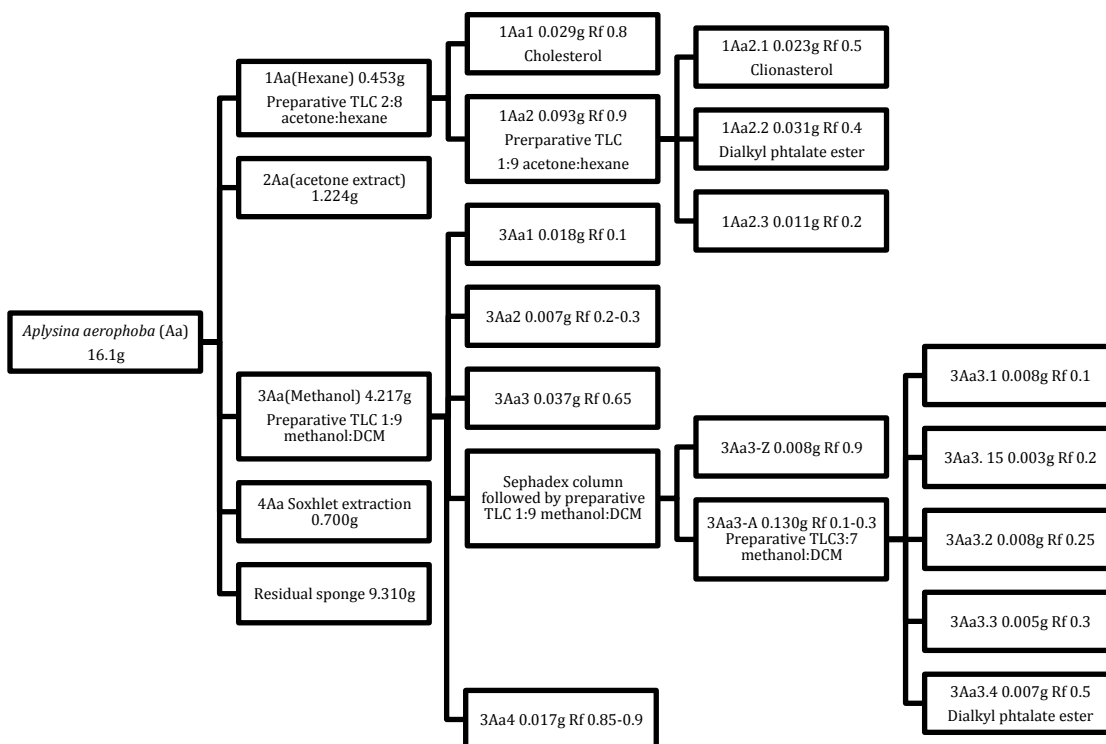 Aplysina aerophoba (Aa)
16.1g
1Aa(Hexane) 0.453g
Preparative TLC 2:8
acetone:hexane
1Aa1 0.029g Rf 0.8
Cholesterol
1Aa2 0.093g Rf 0.9
Prerparative TLC
1:9 acetone:hexane
1Aa2.1 0.023g Rf 0.5
Clionasterol
1Aa2.2 0.031g Rf 0.4
Dialkyl phtalate ester
1Aa2.3 0.011g Rf 0.2
2Aa(acetone extract)
1.224g
3Aa(Methanol) 4.217g
Preparative TLC 1:9
methanol:DCM
3Aa1 0.018g Rf 0.1
3Aa2 0.007g Rf 0.2-0.3
3Aa3 0.037g Rf 0.65
Sephadex column
followed by preparative
TLC 1:9 methanol:DCM
3Aa3-Z 0.008g Rf 0.9
3Aa3-A 0.130g Rf 0.1-0.3
Preparative TLC3:7
methanol:DCM
3Aa3.1 0.008g Rf 0.1
3Aa3. 15 0.003g Rf 0.2
3Aa3.2 0.008g Rf 0.25
3Aa3.3 0.005g Rf 0.3
3Aa3.4 0.007g Rf 0.5
Dialkyl phtalate ester
3Aa4 0.017g Rf 0.85-0.9
4Aa Soxhlet extraction
0.700g
Residual sponge 9.310g